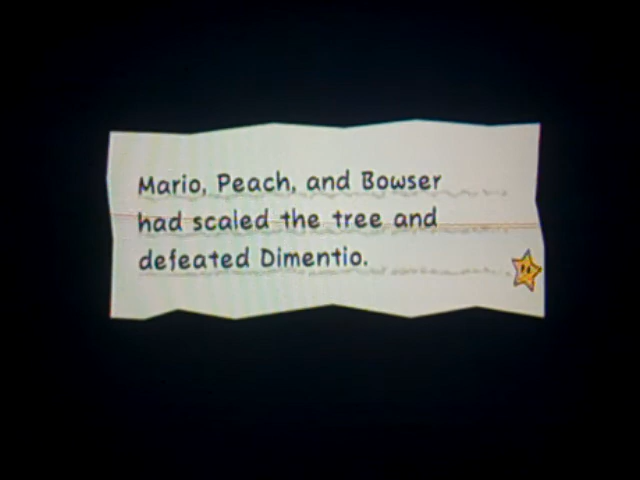 Mario, Peach, and Bowser
had scaled the tree and
defeated Dimentio.